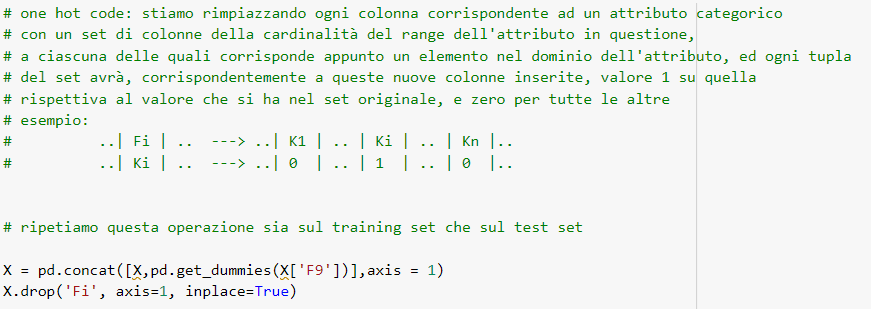 # one hot code: stiamo rimpiazzando ogni colonna corrispondente ad un attributo categorico
# con un set di colonne della cardinalità del range dell'attributo in questione,
# a ciascuna delle quali corrisponde appunto un elemento nel dominio dell'attributo, ed ogni tupla
# del set avrà, corrispondentemente a queste nuove colonne inserite, valore 1 su quella
# rispettiva al valore che si ha nel set originale, e zero per tutte le altre
# esempio:
#          ..| Fi | ..  ---> ..| K1 | .. | Ki | .. | Kn |..
#          ..| Ki | ..  ---> ..| 0  | .. | 1  | .. | 0  |..
# ripetiamo questa operazione sia sul training set che sul test set
X = pd.concat([X,pd.get_dummies(X['F9'])],axis = 1)
X.drop('Fi', axis=1, inplace=True)